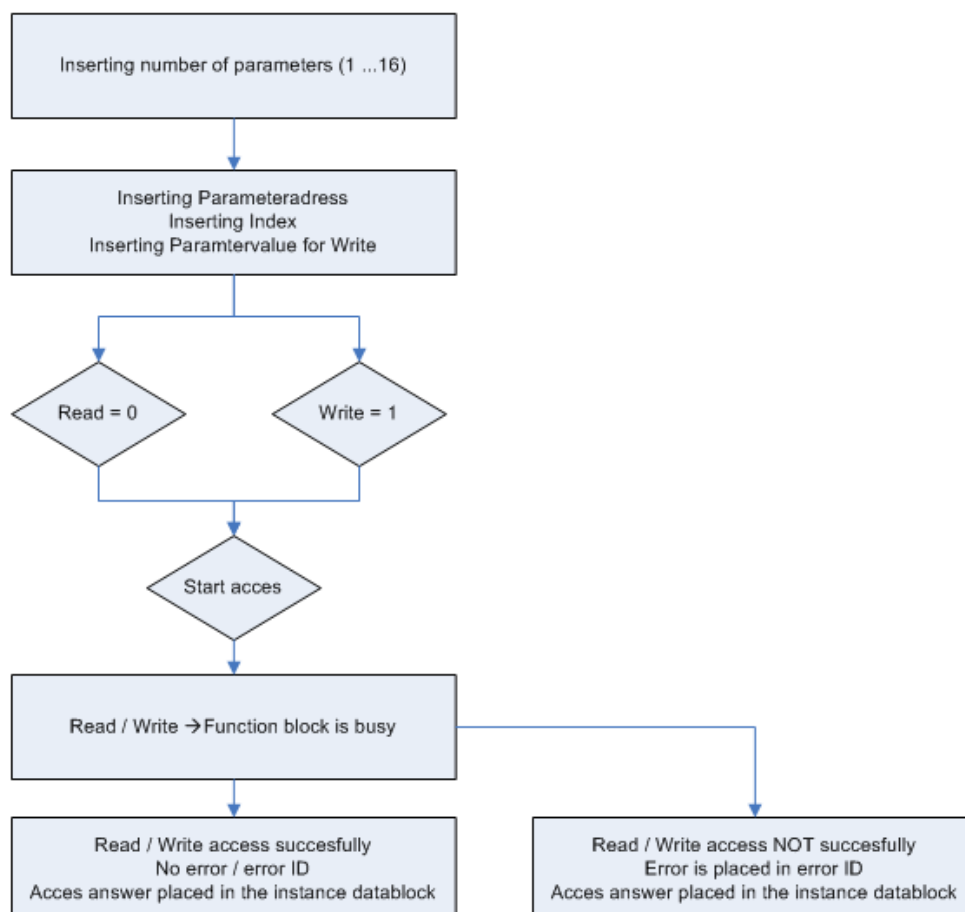 Inserting number of parameters (1 ...16)
Inserting Parameteradress
Inserting Index
Inserting Paramtervalue for Write
Read = 0
Write = 1
Start acces
Read / Write →Function block is busy
Read / Write access succesfully
No error / error ID
Acces answer placed in the instance datablock
Read / Write access NOT succesfully
Error is placed in error ID
Acces answer placed in the instance datablock